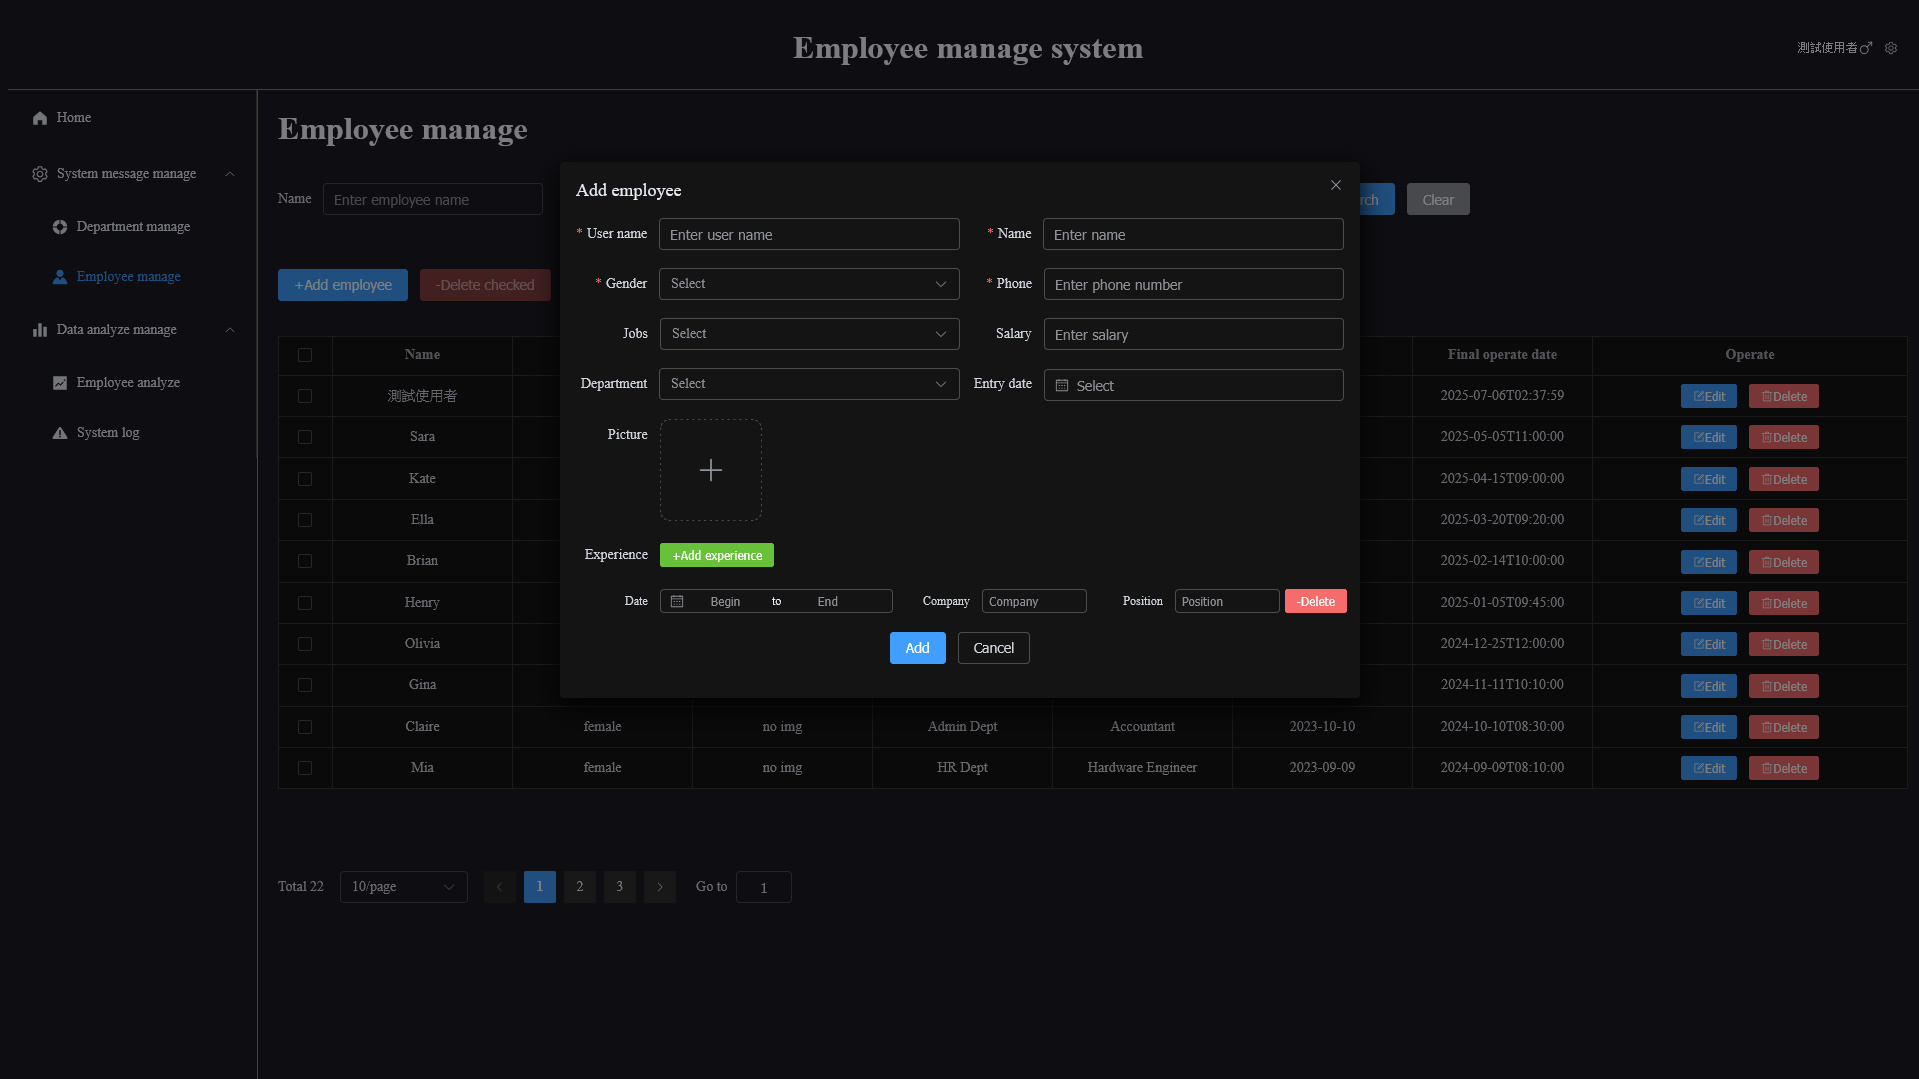 Employee manage system
測試使用者
Home
System message manage
Department manage
Employee manage
Data analyze manage
Employee analyze
System log
Employee manage
Name
Enter employee name
rch
Clear
+Add employee
-Delete checked
Add employee
* User name
Enter user name
* Name
Enter name
* Gender
Select
* Phone
Enter phone number
Jobs
Select
Salary
Enter salary
Department
Select
Entry date
Select
Picture
Experience
+Add experience
Date
Begin
to
End
Company
Company
Position
Position
-Delete
Add
Cancel
Name
Final operate date
Operate
測試使用者
2025-07-06T02:37:59
Edit
Delete
Sara
2025-05-05T11:00:00
Edit
Delete
Kate
2025-04-15T09:00:00
Edit
Delete
Ella
2025-03-20T09:20:00
Edit
Delete
Brian
2025-02-14T10:00:00
Edit
Delete
Henry
2025-01-05T09:45:00
Edit
Delete
Olivia
2024-12-25T12:00:00
Edit
Delete
Gina
2024-11-11T10:10:00
Edit
Delete
Claire
female
no img
Admin Dept
Accountant
2023-10-10
2024-10-10T08:30:00
Edit
Delete
Mia
female
no img
HR Dept
Hardware Engineer
2023-09-09
2024-09-09T08:10:00
Edit
Delete
Total 22
10/page
1
2
3
Go to
1